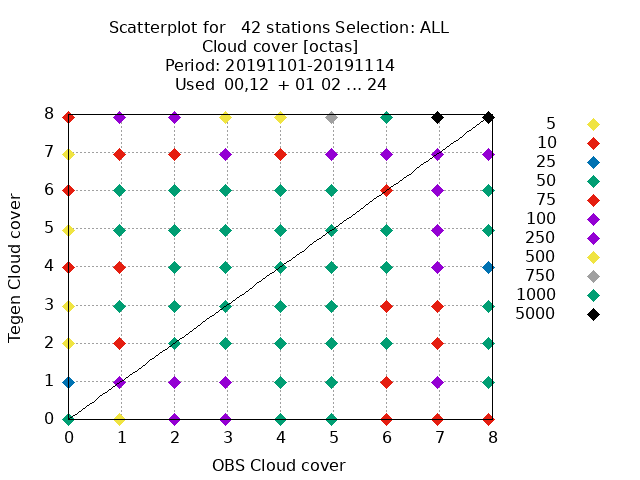 Scatterplot for   42 stations Selection: ALL
Cloud cover [octas]
Period: 20191101-20191114
Used  00,12  + 01 02 ... 24
Tegen Cloud cover
8
7
6
5
4
3
2
1
0
0 1 2 3 4 5 6 7 8
OBS Cloud cover
5
10
25
50
75
100
250
500
750
1000
5000